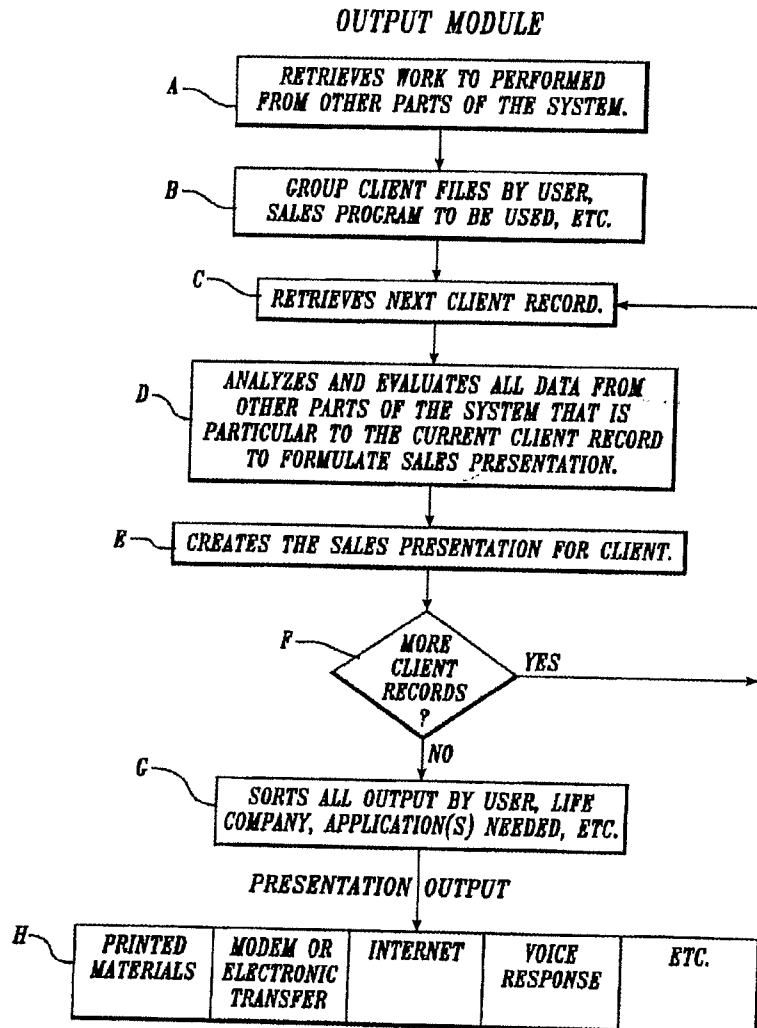 OUTPUT MODULE
A
RETRIEVES WORK TO PERFORMED
FROM OTHER PARTS OF THE SYSTEM.
B
GROUP CLIENT FILES BY USER,
SALES PROGRAM TO BE USED, ETC.
C
RETRIEVES NEXT CLIENT RECORD.
D
ANALYZES AND EVALUATES ALL DATA FROM
OTHER PARTS OF THE SYSTEM THAT IS
PARTICULAR TO THE CURRENT CLIENT RECORD
TO FORMULATE SALES PRESENTATION.
E
CREATES THE SALES PRESENTATION FOR CLIENT.
F
MORE
CLIENT
RECORDS
?
YES
NO
G
SORTS ALL OUTPUT BY USER, LIFE
COMPANY, APPLICATION(S) NEEDED, ETC.
PRESENTATION OUTPUT
H
PRINTED
MATERIALS
MODEM OR
ELECTRONIC
TRANSFER
INTERNET
VOICE
RESPONSE
ETC.